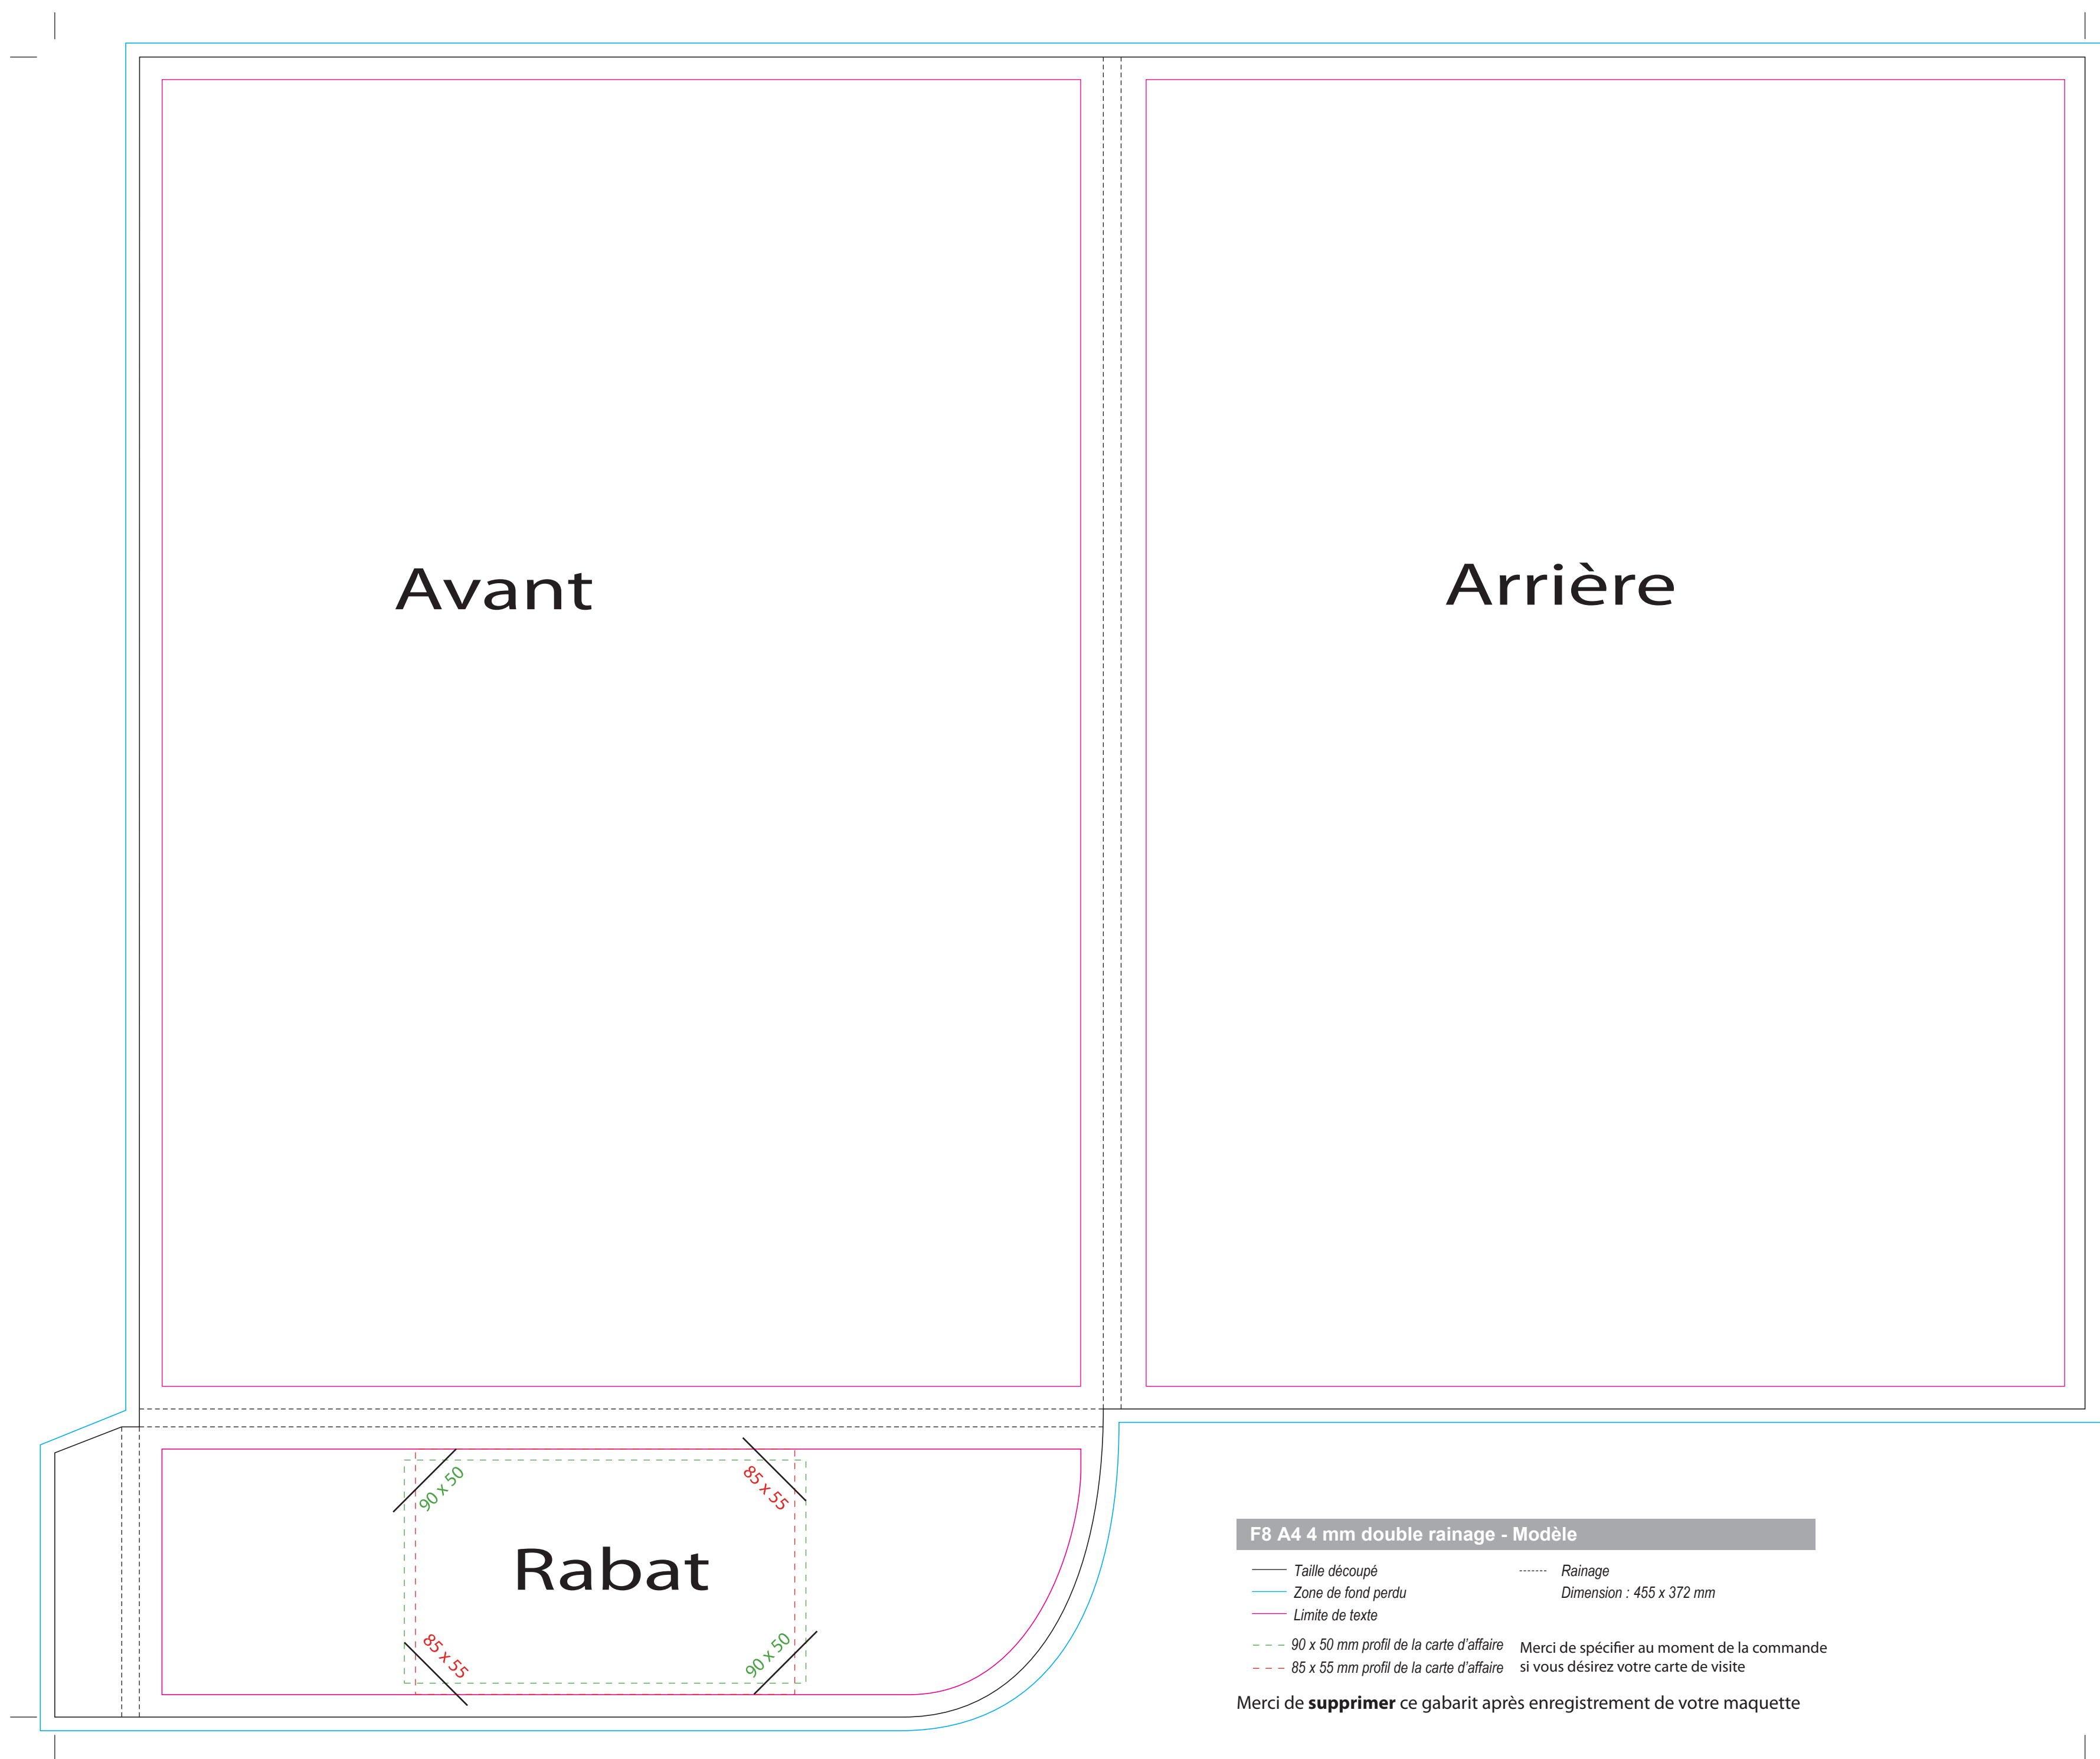 Avant
Arrière
90 x 50
85 x 55
Rabat
85 x 55
90 x 50
F8 A4 4 mm double rainage - Modèle
Taille découpé
Rainage
Zone de fond perdu
Dimension : 455 x 372 mm
Limite de texte
90 x 50 mm profil de la carte d’affaire
85 x 55 mm profil de la carte d’affaire
Merci de spécifier au moment de la commande
si vous désirez votre carte de visite
Merci de supprimer ce gabarit après enregistrement de votre maquette